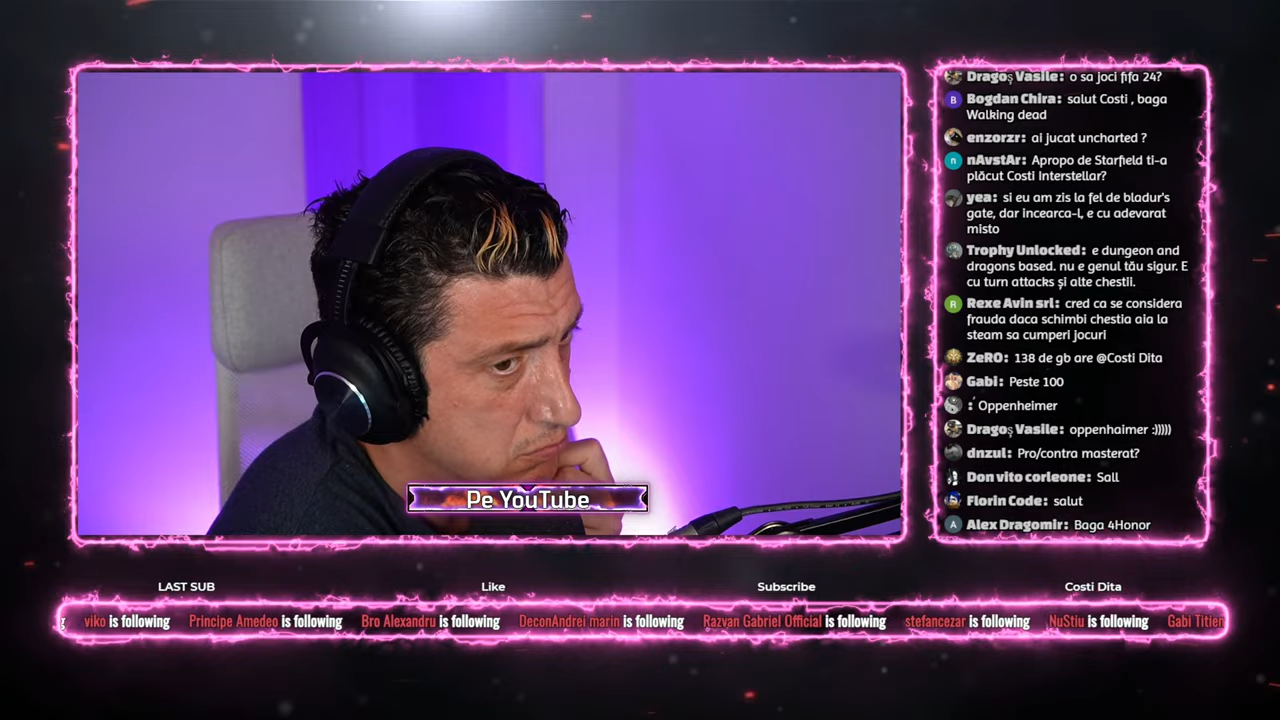 Dragoș Vasile: o sa joci fifa 24?
B Bogdan Chira: salut Costi , baga
Walking dead
enzorzr: ai jucat uncharted ?
n nAvstAr: Apropo de Starfield ti-a
plăcut Costi Interstellar?
yea: si eu am zis la fel de bladur's
gate, dar incearca-l, e cu adevarat
misto
Trophy Unlocked: e dungeon and
dragons based. nu e genul tău sigur. E
cu turn attacks și alte chestii.
R Rexe Avin srl: cred ca se considera
frauda daca schimbi chestia aia la
steam sa cumperi jocuri
ZeRO: 138 de gb are @Costi Dita
Gabi: Peste 100
: Oppenheimer
Dragoș Vasile: oppenhaimer :)))))
dnzul: Pro/contra masterat?
Don vito corleone: Sall
Florin Code: salut
A Alex Dragomir: Baga 4Honor
Pe YouTube
LAST SUB Like Subscribe Costi Dita
g viko is following Principe Amedeo is following Bro Alexandru is following DeconAndrei marin is following Razvan Gabriel Official is following stefancezar is following NuStiu is following Gabi Titien